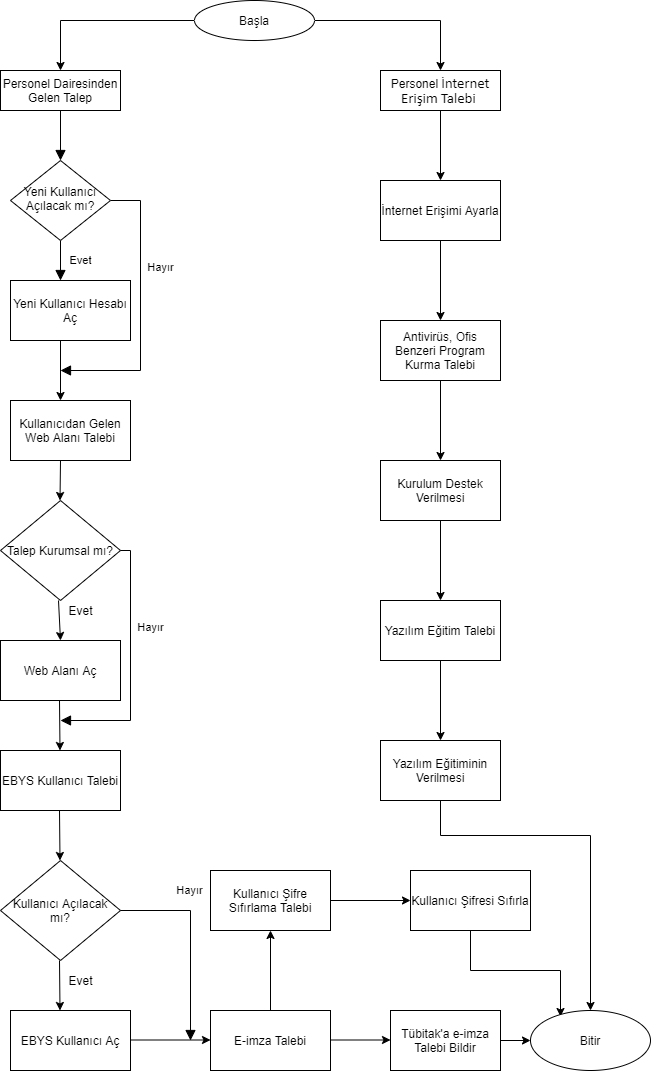 Başla
Personel Dairesinden
Gelen Talep
Personel İnternet
Erişim Talebi
Yeni Kullanıcı
Açılacak mı?
İnternet Erişimi Ayarla
Evet
Hayır
Yeni Kullanıcı Hesabı
Aç
Antivirüs, Ofis
Benzeri Program
Kurma Talebi
Kullanıcıdan Gelen
Web Alanı Talebi
Kurulum Destek
Verilmesi
Talep Kurumsal mı?
Evet
Hayır
Yazılım Eğitim Talebi
Web Alanı Aç
EBYS Kullanıcı Talebi
Yazılım Eğitiminin
Verilmesi
Kullanıcı Açılacak
mı?
Hayır
Kullanıcı Şifre
Sıfırlama Talebi
Kullanıcı Şifresi Sıfırla
Evet
EBYS Kullanıcı Aç
E-imza Talebi
Tübitak'a e-imza
Talebi Bildir
Bitir